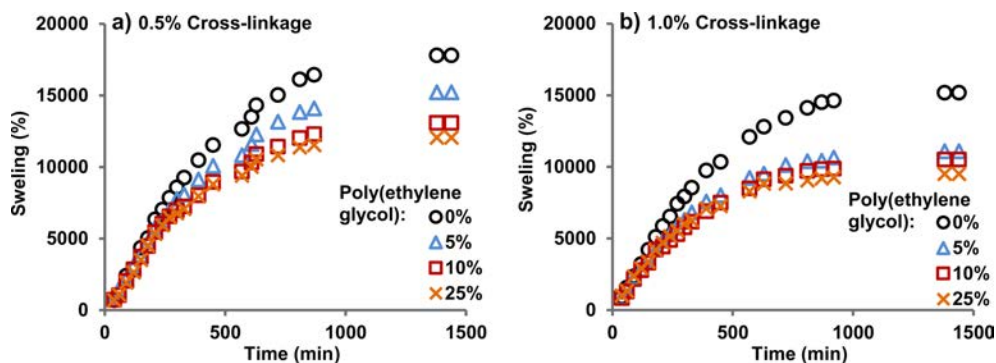 a) 0.5% Cross-linkage
20000
15000
10000
5000
0
Sweling (%)
0
500
1000
1500
Time (min)
Poly(ethylene
glycol):
0%
5%
10%
25%
b) 1.0% Cross-linkage
20000
15000
10000
5000
0
Sweling (%)
0
500
1000
1500
Time (min)
Poly(ethylene
glycol):
0%
5%
10%
25%